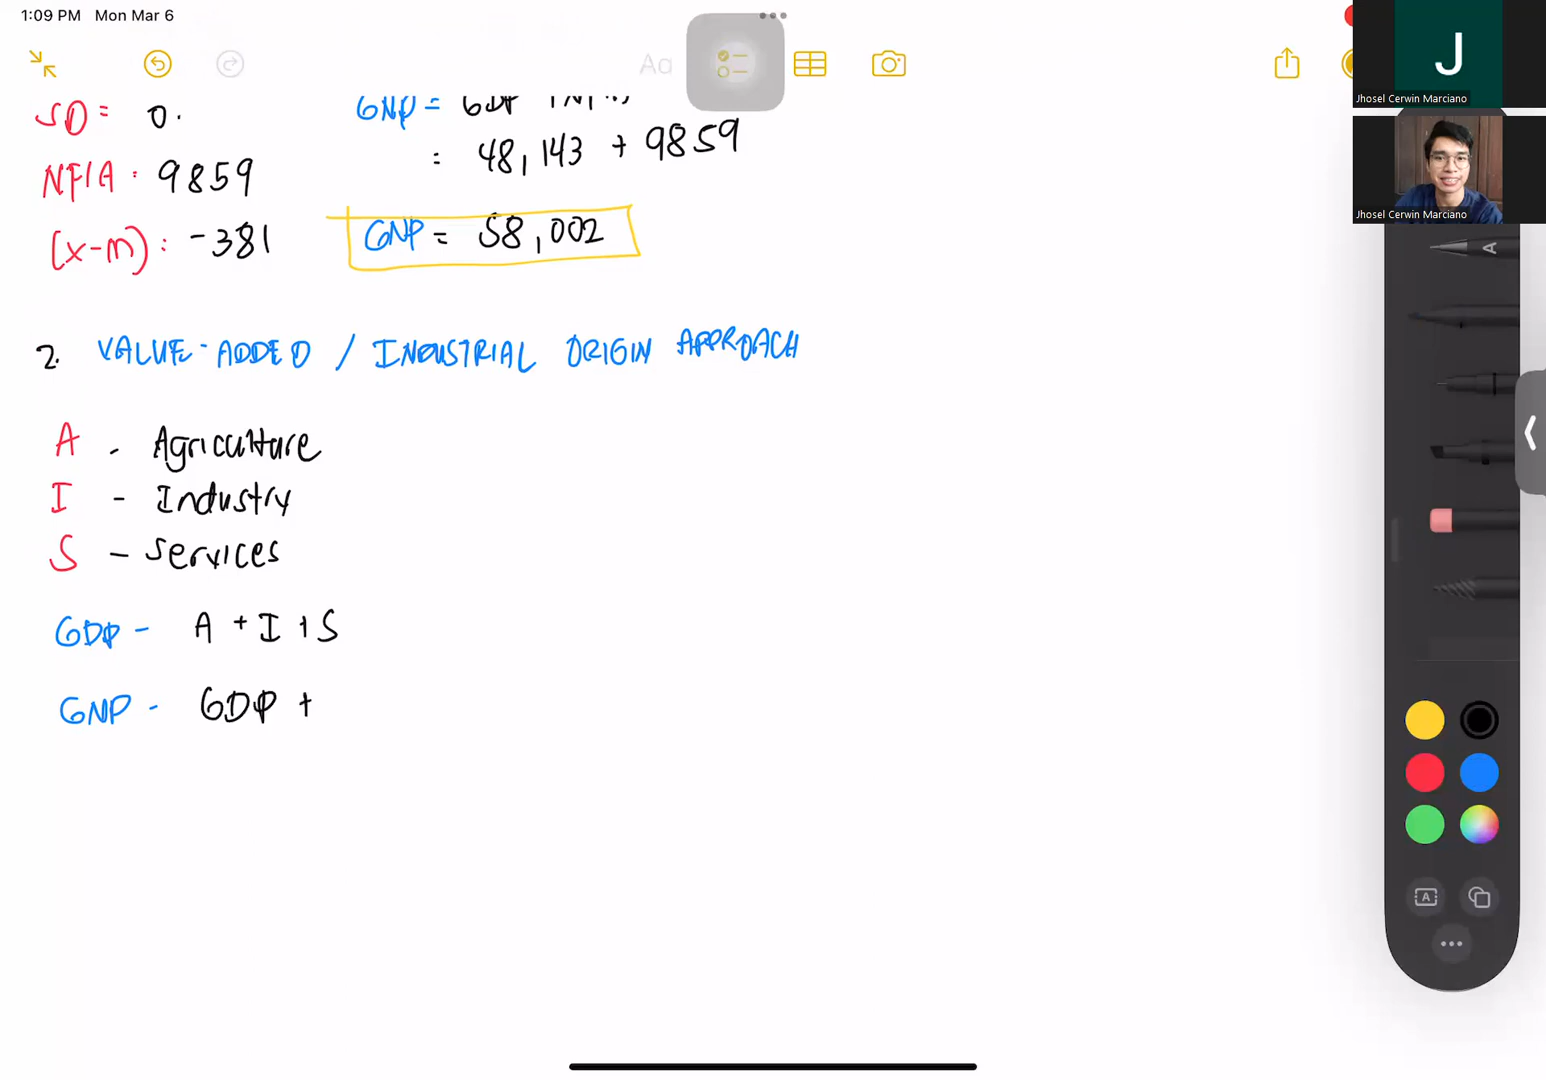 1:09 PM Mon Mar 6
Aa
J
Jhosel Cerwin Marciano
Jhosel Cerwin Marciano
SD = 0.
NFIA : 9859
(x-m) : -381
GNP = GDP
= 48,143 + 9859
GNP = 58,002
2. VALUE-ADDED / INDUSTRIAL ORIGIN APPROACH
A - Agriculture
I - Industry
S - Services
GDP - A + I + S
GNP - GDP +
A
A